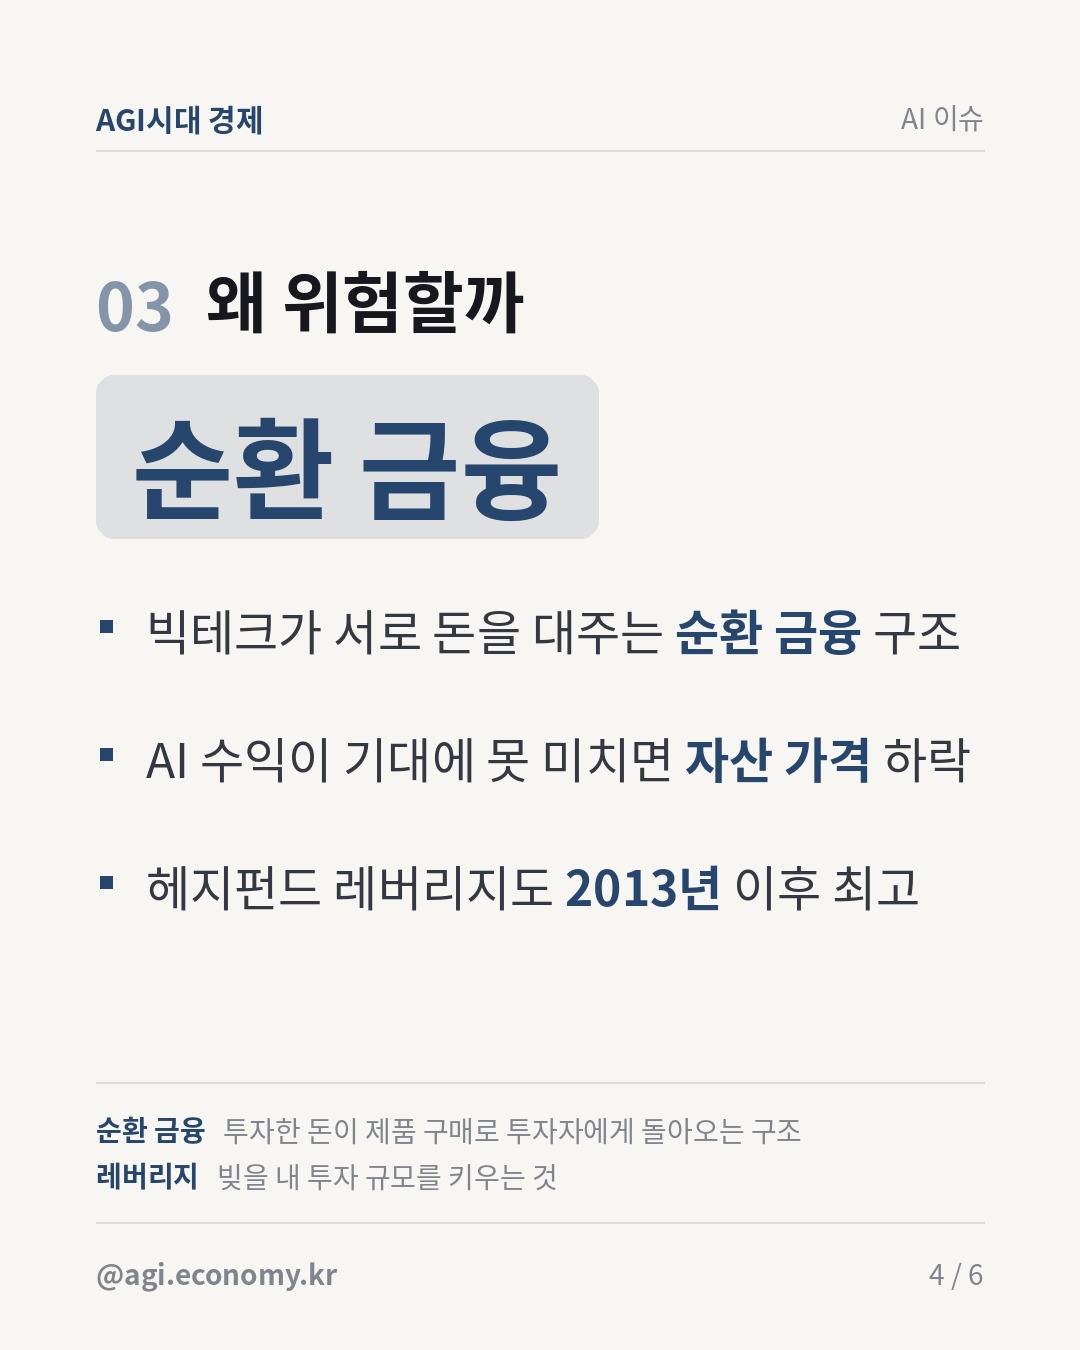 AGI시대 경제
AI 이슈
03 왜 위험할까
순환 금융
▪ 빅테크가 서로 돈을 대주는 순환 금융 구조
▪ AI 수익이 기대에 못 미치면 자산 가격 하락
▪ 헤지펀드 레버리지도 2013년 이후 최고
순환 금융 투자한 돈이 제품 구매로 투자자에게 돌아오는 구조
레버리지 빚을 내 투자 규모를 키우는 것
@agi.economy.kr
4 / 6